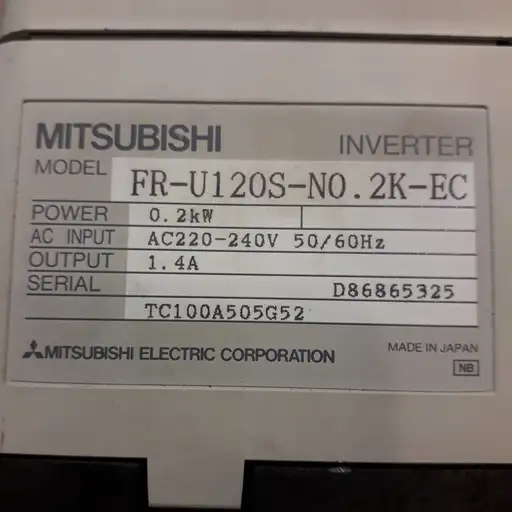 MITSUBISHI INVERTER
MODEL FR-U120S-N0.2K-EC
POWER 0.2kW
AC INPUT AC220-240V 50/60Hz
OUTPUT 1.4A
SERIAL D86865325
TC100A505G52
MITSUBISHI ELECTRIC CORPORATION MADE IN JAPAN
NB